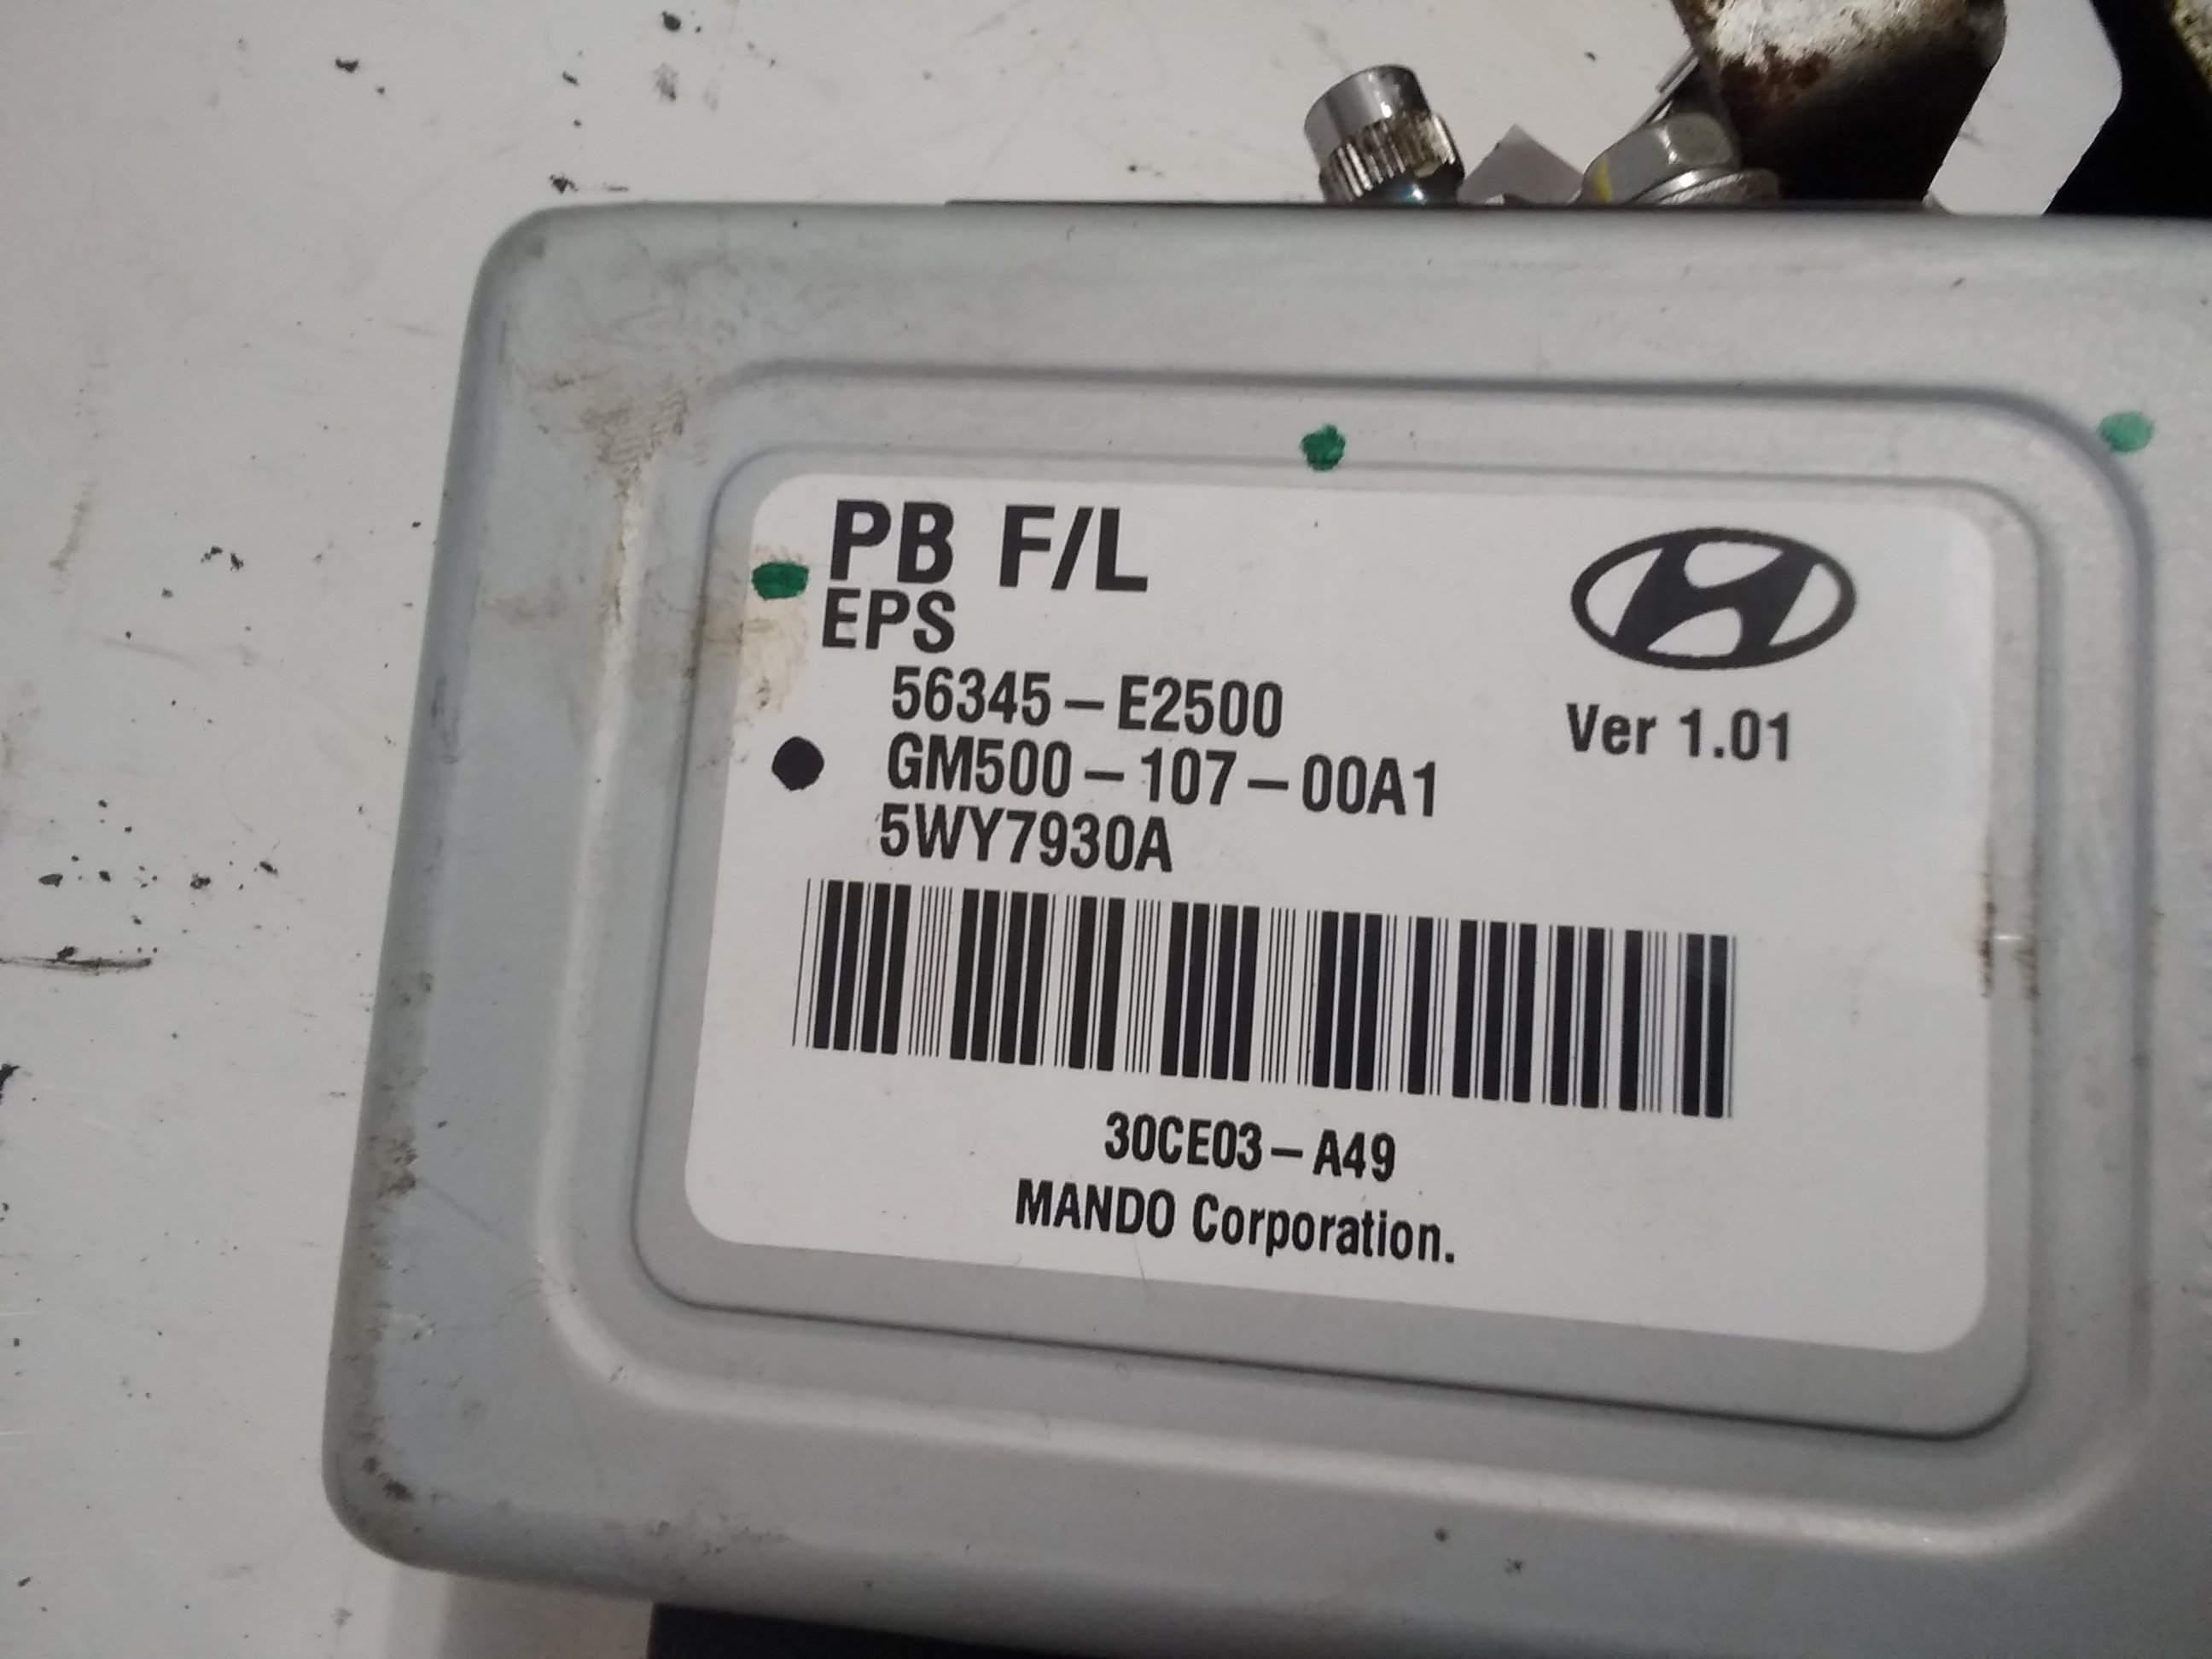 PB F/L
EPS
56345-E2500
Ver 1.01
GM500-107-00A1
5WY7930A
30CE03-A49
MANDO Corporation.